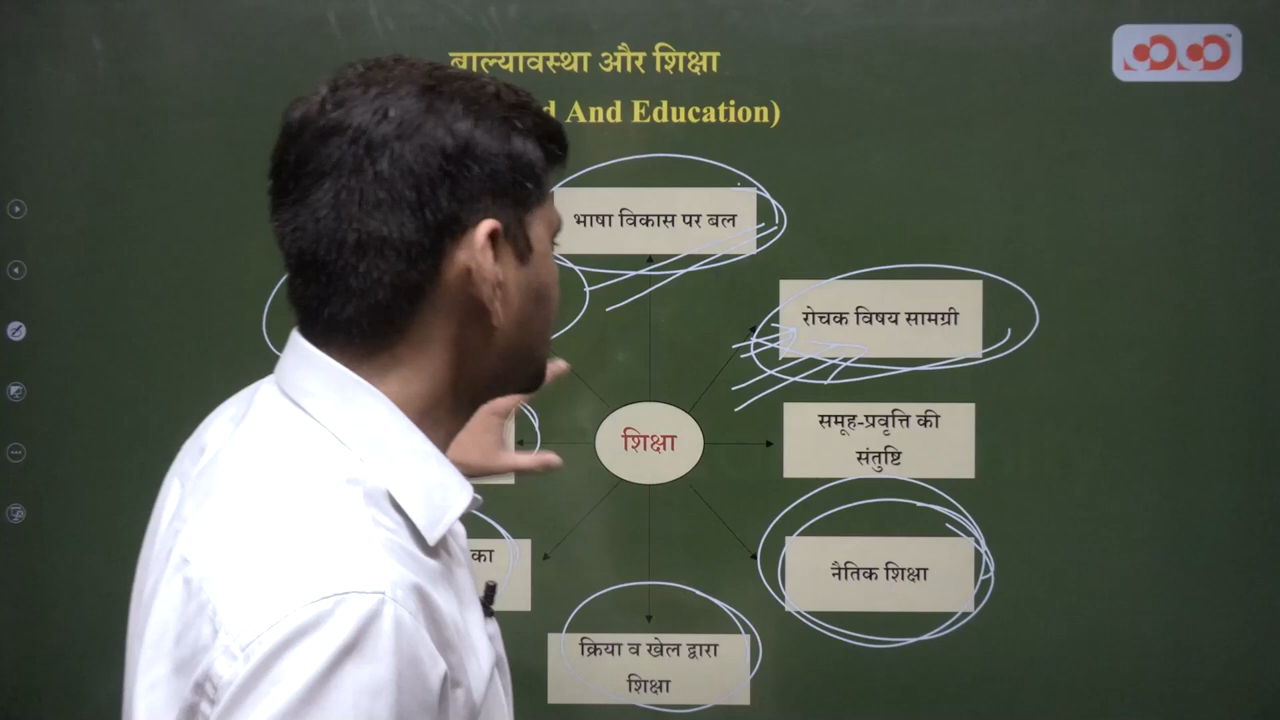 बाल्यावस्था और शिक्षा
And Education)
भाषा विकास पर बल
रोचक विषय सामग्री
शिक्षा
समूह-प्रवृत्ति की
संतुष्टि
का
नैतिक शिक्षा
क्रिया व खेल द्वारा
शिक्षा